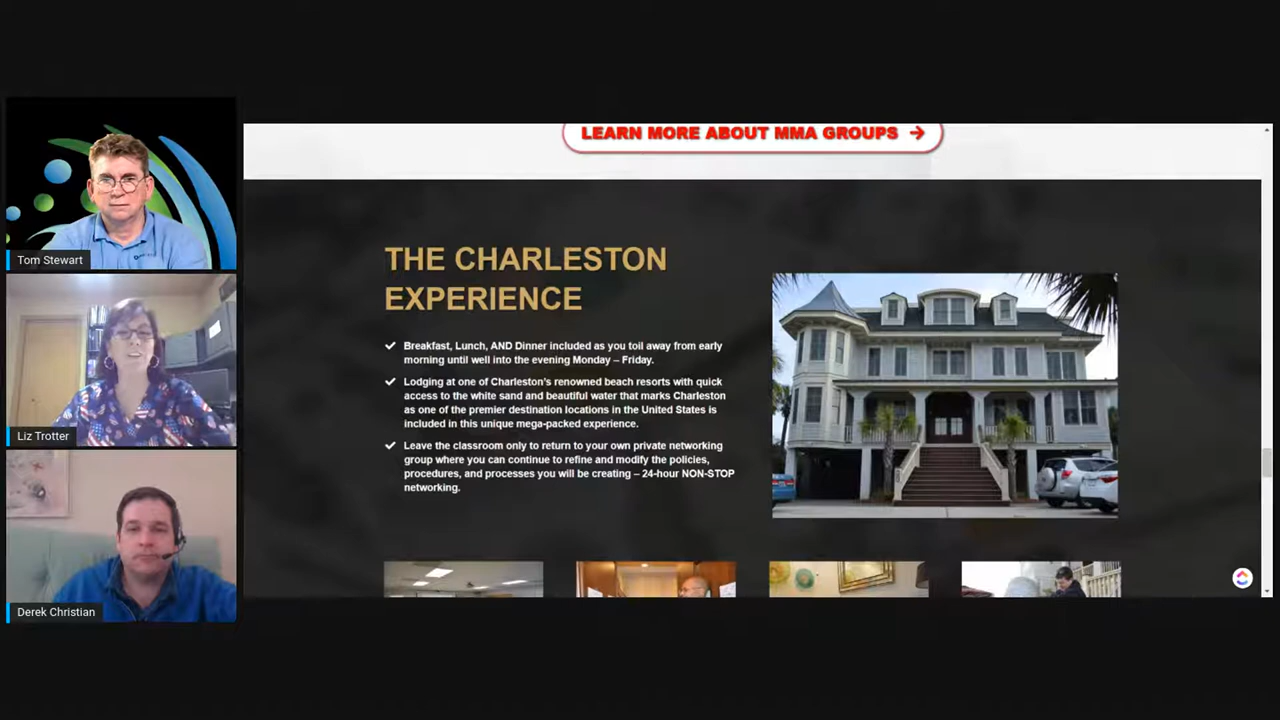 LEARN MORE ABOUT MMA GROUPS →
THE CHARLESTON
EXPERIENCE
Breakfast, Lunch, AND Dinner included as you toil away from early
morning until well into the evening Monday – Friday.
Lodging at one of Charleston's renowned beach resorts with quick
access to the white sand and beautiful water that marks Charleston
as one of the premier destination locations in the United States is
included in this unique mega-packed experience.
Leave the classroom only to return to your own private networking
group where you can continue to refine and modify the policies,
procedures, and processes you will be creating – 24-hour NON-STOP
networking.
Tom Stewart
Liz Trotter
Derek Christian